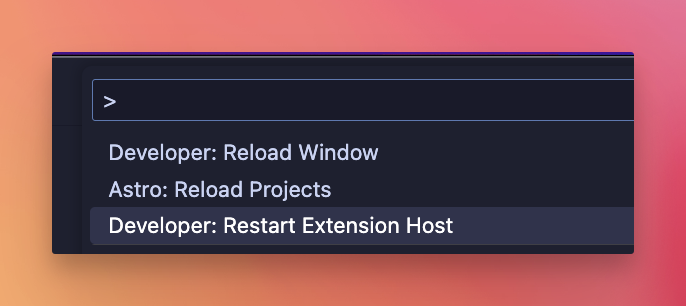 >
Developer: Reload Window
Astro: Reload Projects
Developer: Restart Extension Host